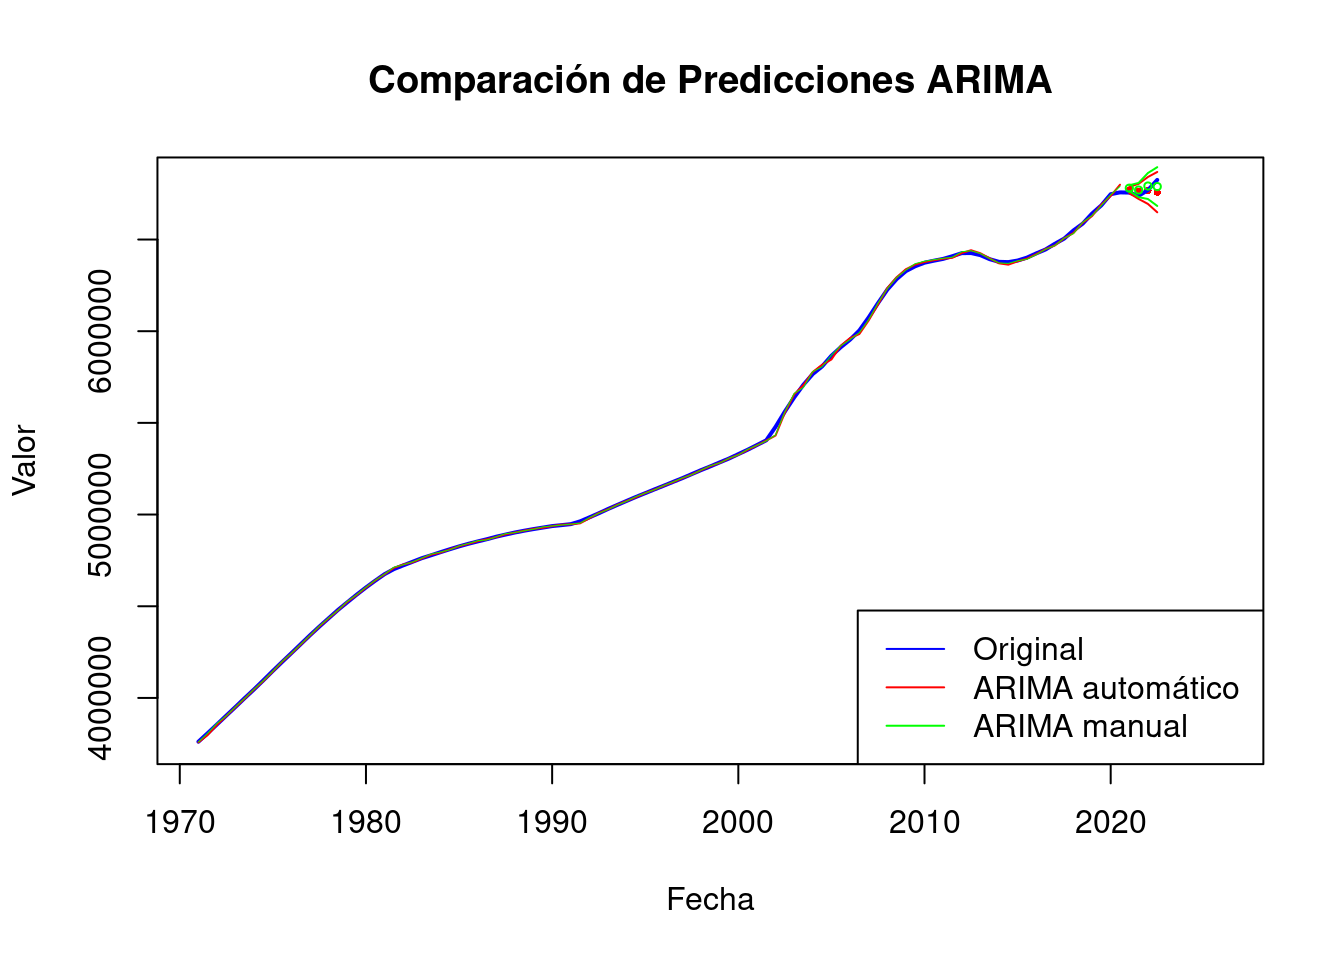 Comparación de Predicciones ARIMA
Valor
6000000
5000000
4000000
Original
ARIMA automático
ARIMA manual
1970 1980 1990 2000 2010 2020
Fecha